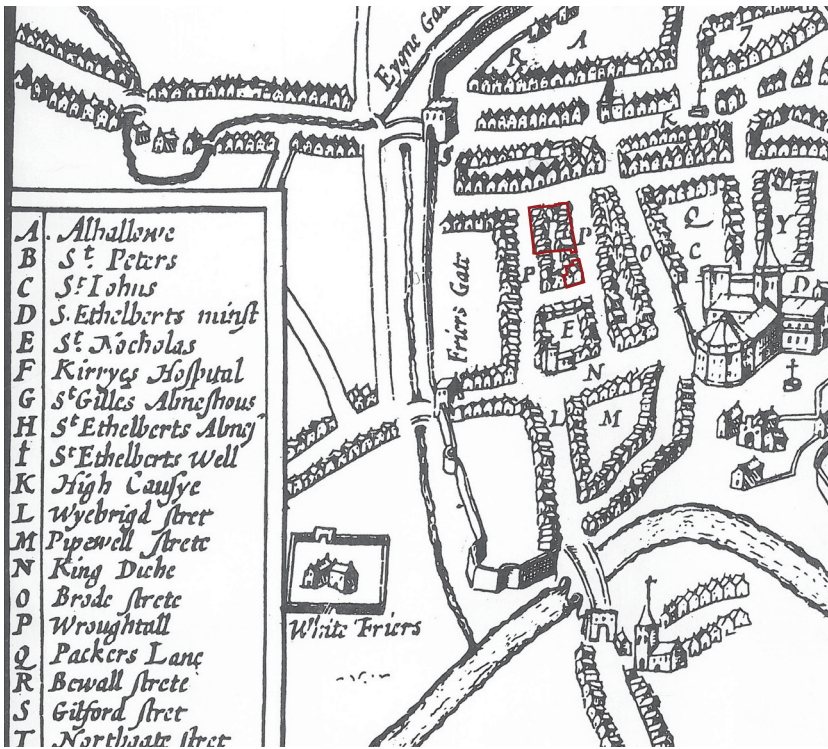 Eygne Gat
R
A
7
K
S
Q
Y
P
O
C
P
D
Friers Gate
E
N
L
M
White Friers
A . Alhallowe
B St. Peters
C St Iohns
D S. Ethelberts minst
E St. Nocholas
F Kirryes Hospital
G St Gilles Almeshous
H St Ethelberts Almes
I St Ethelberts Well
K High Causye
L Wyebrigd stret
M Pipewell strete
N King Diche
O Brode strete
P Wroughtall
Q Packers Lane
R Bewall strete
S Gilford stret
T Northgate stret